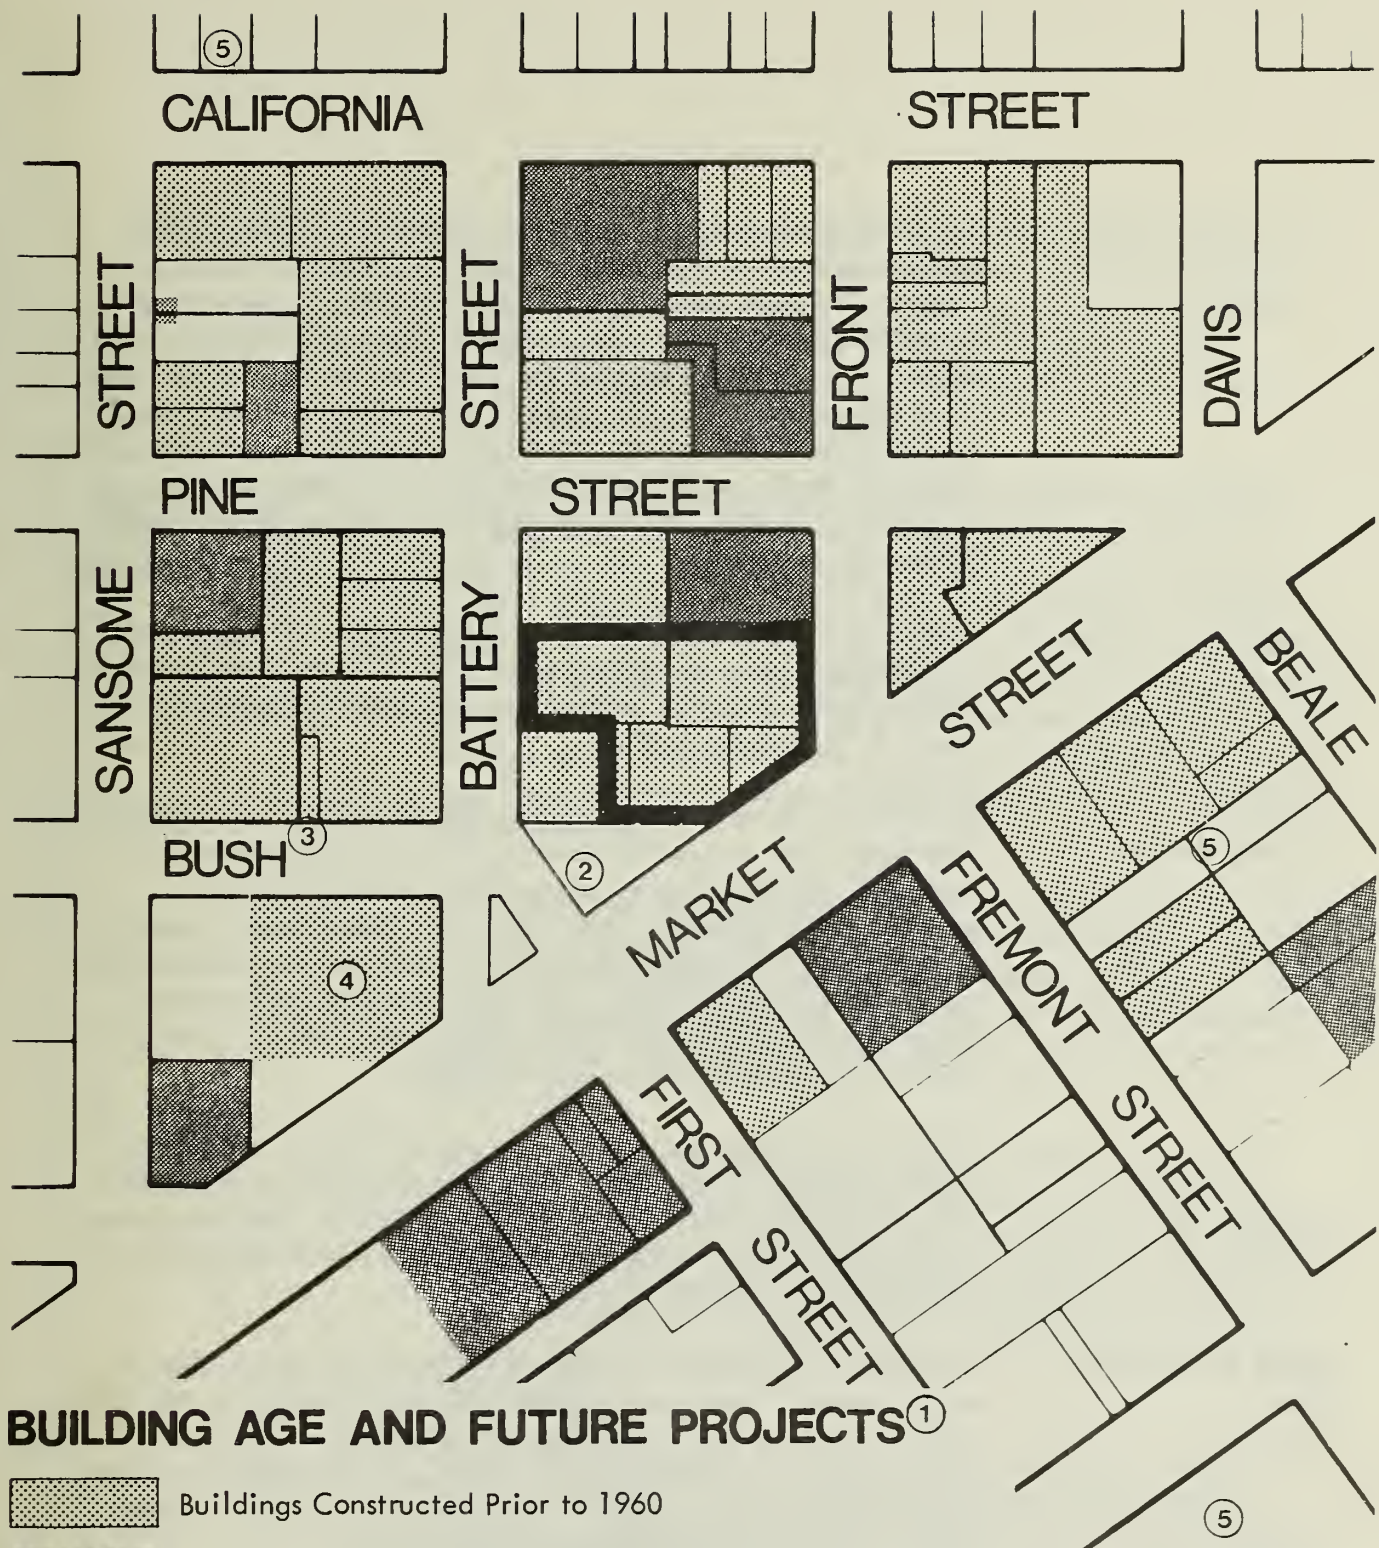 5
CALIFORNIA STREET
STREET
STREET
FRONT
DAVIS
PINE STREET
SANSOME
BATTERY
STREET
BEALE
3
BUSH
2
MARKET
5
FREMONT
4
FIRST
STREET
STREET
BUILDING AGE AND FUTURE PROJECTS 1
Buildings Constructed Prior to 1960
5